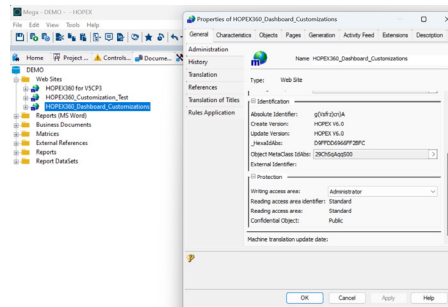 Mega - DEMO - - HOPEX
File Edit View Tools Help
Home Project ... Controls... Docume...
DEMO
Web Sites
HOPEX360 for V5CP3
HOPEX360_Customization_Test
HOPEX360_Dashboard_Customizations
Reports (MS Word)
Business Documents
Matrices
External References
Reports
Report DataSets
Properties of HOPEX360_Dashboard_Customizations
General Characteristics Objects Pages Generation Activity Feed Extensions Description
Administration
History
Translation
References
Translation of Titles
Rules Application
Name HOPEX360_Dashboard_Customizations
Type: Web Site
Identification
Absolute Identifier:
Create Version: HOPEX V6.0
Update Version: HOPEX V6.0
_HexaIdAbs:
Object MetaClass IdAbs:
External Identifier:
Protection
Writing access area: Administrator
Reading access area identifier: Standard
Reading access area: Standard
Confidential Object: Public
Machine translation update date:
OK Cancel Apply Help